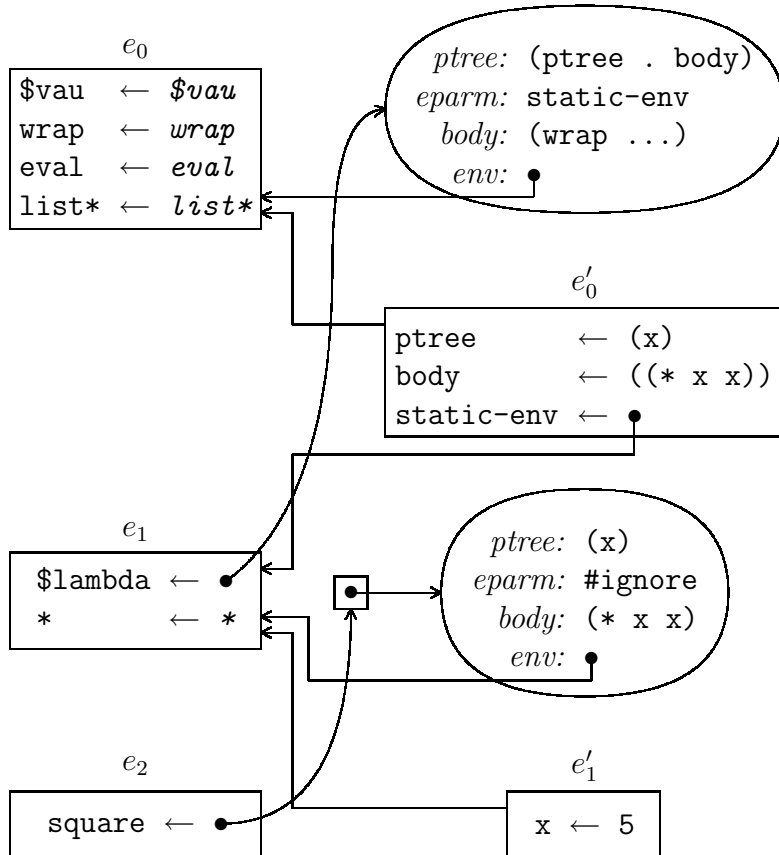 e₀
$vau ← $vau
wrap ← wrap
eval ← eval
list* ← list*
ptree: (ptree . body)
eparm: static-env
body: (wrap ...)
env:
e′₀
ptree ← (x)
body ← ((* x x))
static-env ←
e₁
$lambda ←
* ← *
ptree: (x)
eparm: #ignore
body: (* x x)
env:
e₂
square ←
e′₁
x ← 5